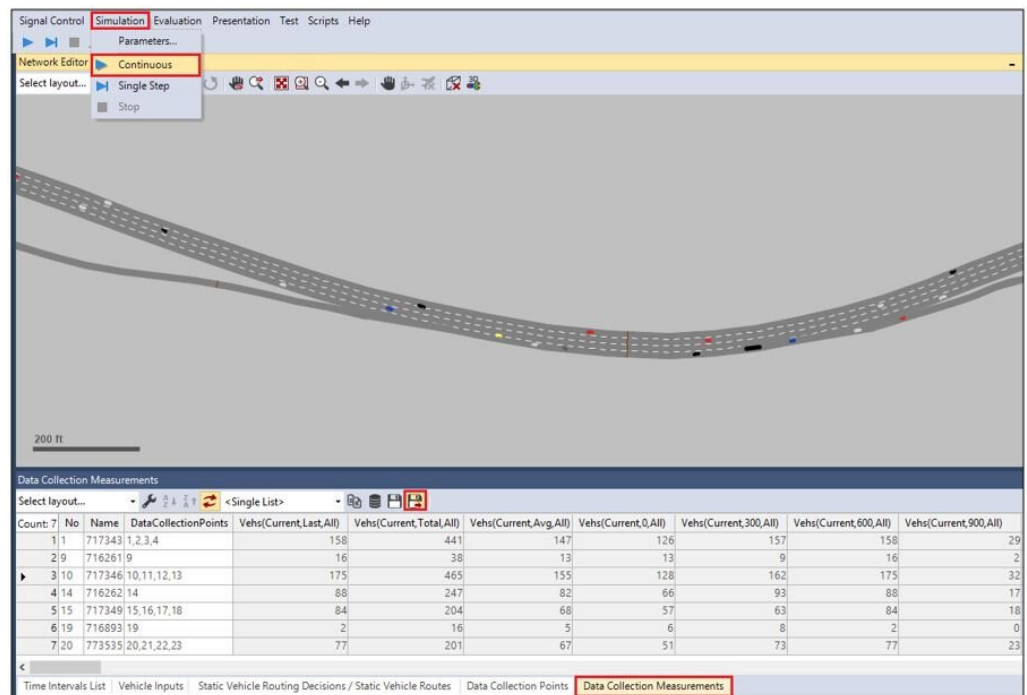 Signal Control Simulation Evaluation Presentation Test Scripts Help
Parameters...
Network Editor
Continuous
Select layout...
Single Step
Stop
200 ft
Data Collection Measurements
Select layout... <Single List>
Count: 7 No Name DataCollectionPoints Vehs(Current,Last,All) Vehs(Current,Total,All) Vehs(Current,Avg,All) Vehs(Current,0,All) Vehs(Current,300,All) Vehs(Current,600,All) Vehs(Current,900,All)
1 1 717343 1,2,3,4 158 441 147 126 157 158 29
2 9 716261 9 16 38 13 13 9 16 2
3 10 717346 10,11,12,13 175 465 155 128 162 175 32
4 14 716262 14 88 247 82 66 93 88 17
5 15 717349 15,16,17,18 84 204 68 57 63 84 18
6 19 716893 19 2 16 5 6 8 2 0
7 20 773535 20,21,22,23 77 201 67 51 73 77 23
Time Intervals List Vehicle Inputs Static Vehicle Routing Decisions / Static Vehicle Routes Data Collection Points Data Collection Measurements